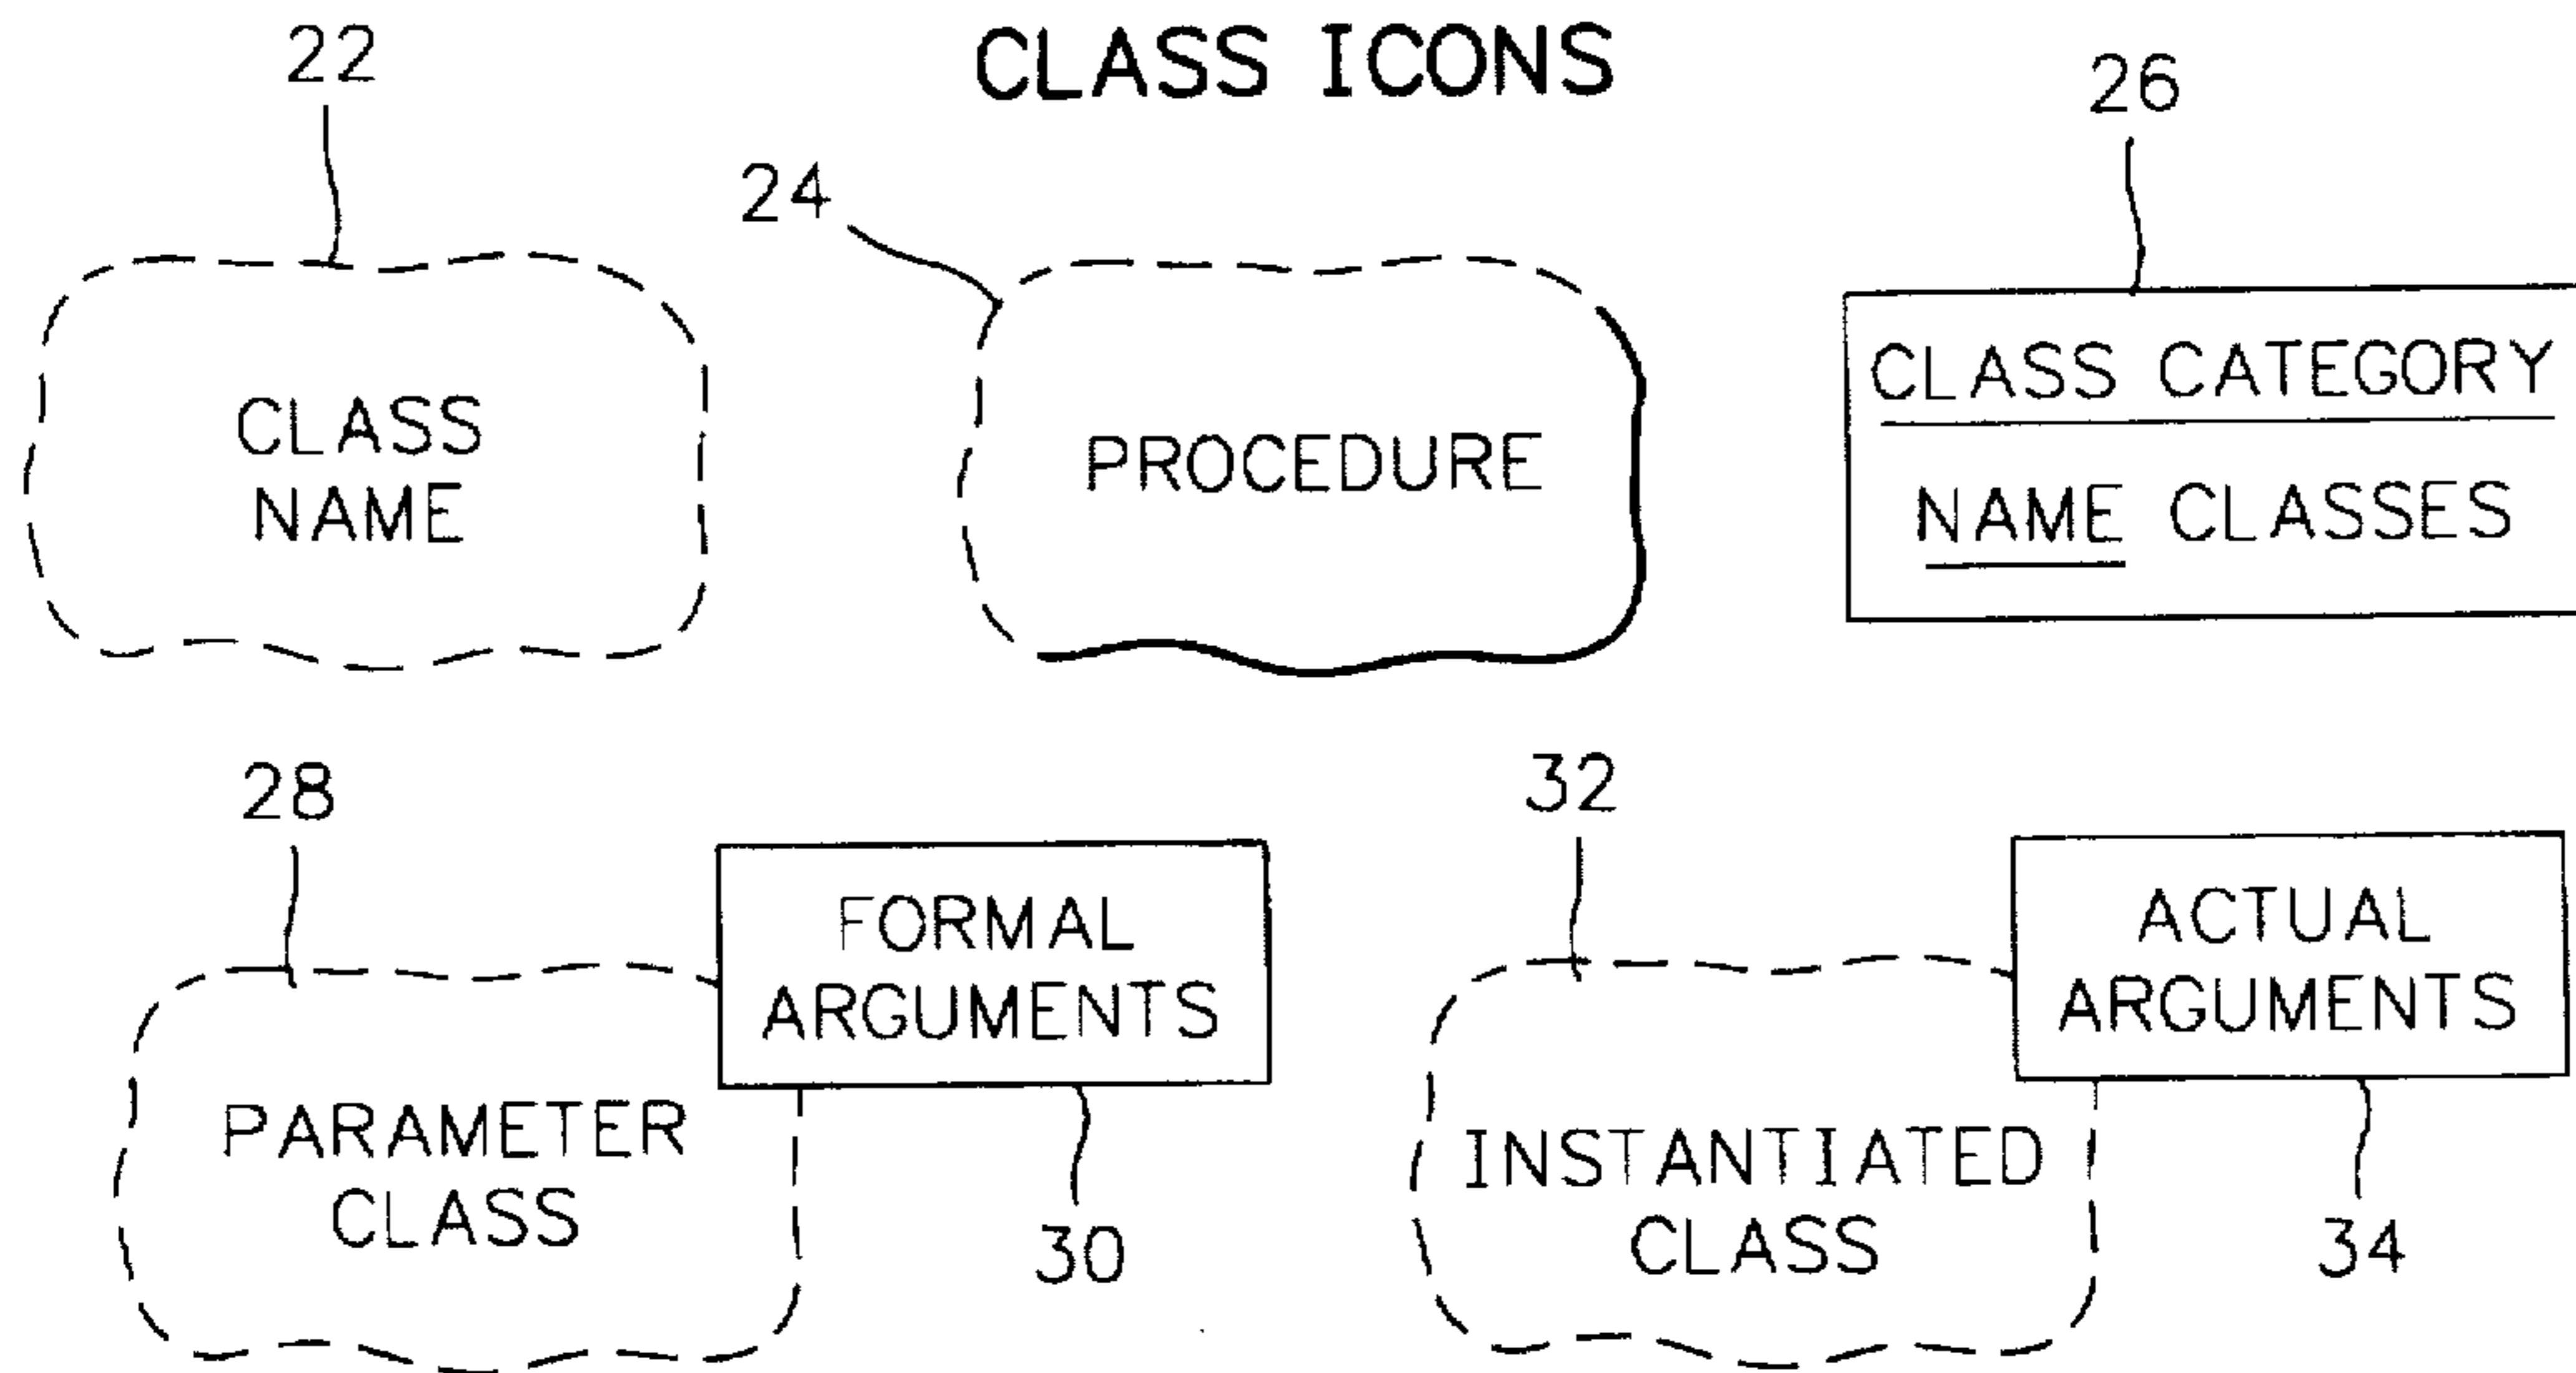 CLASS ICONS
22
24
26
CLASS
NAME
PROCEDURE
CLASS CATEGORY
NAME CLASSES
28
32
FORMAL
ARGUMENTS
ACTUAL
ARGUMENTS
PARAMETER
CLASS
INSTANTIATED
CLASS
30
34